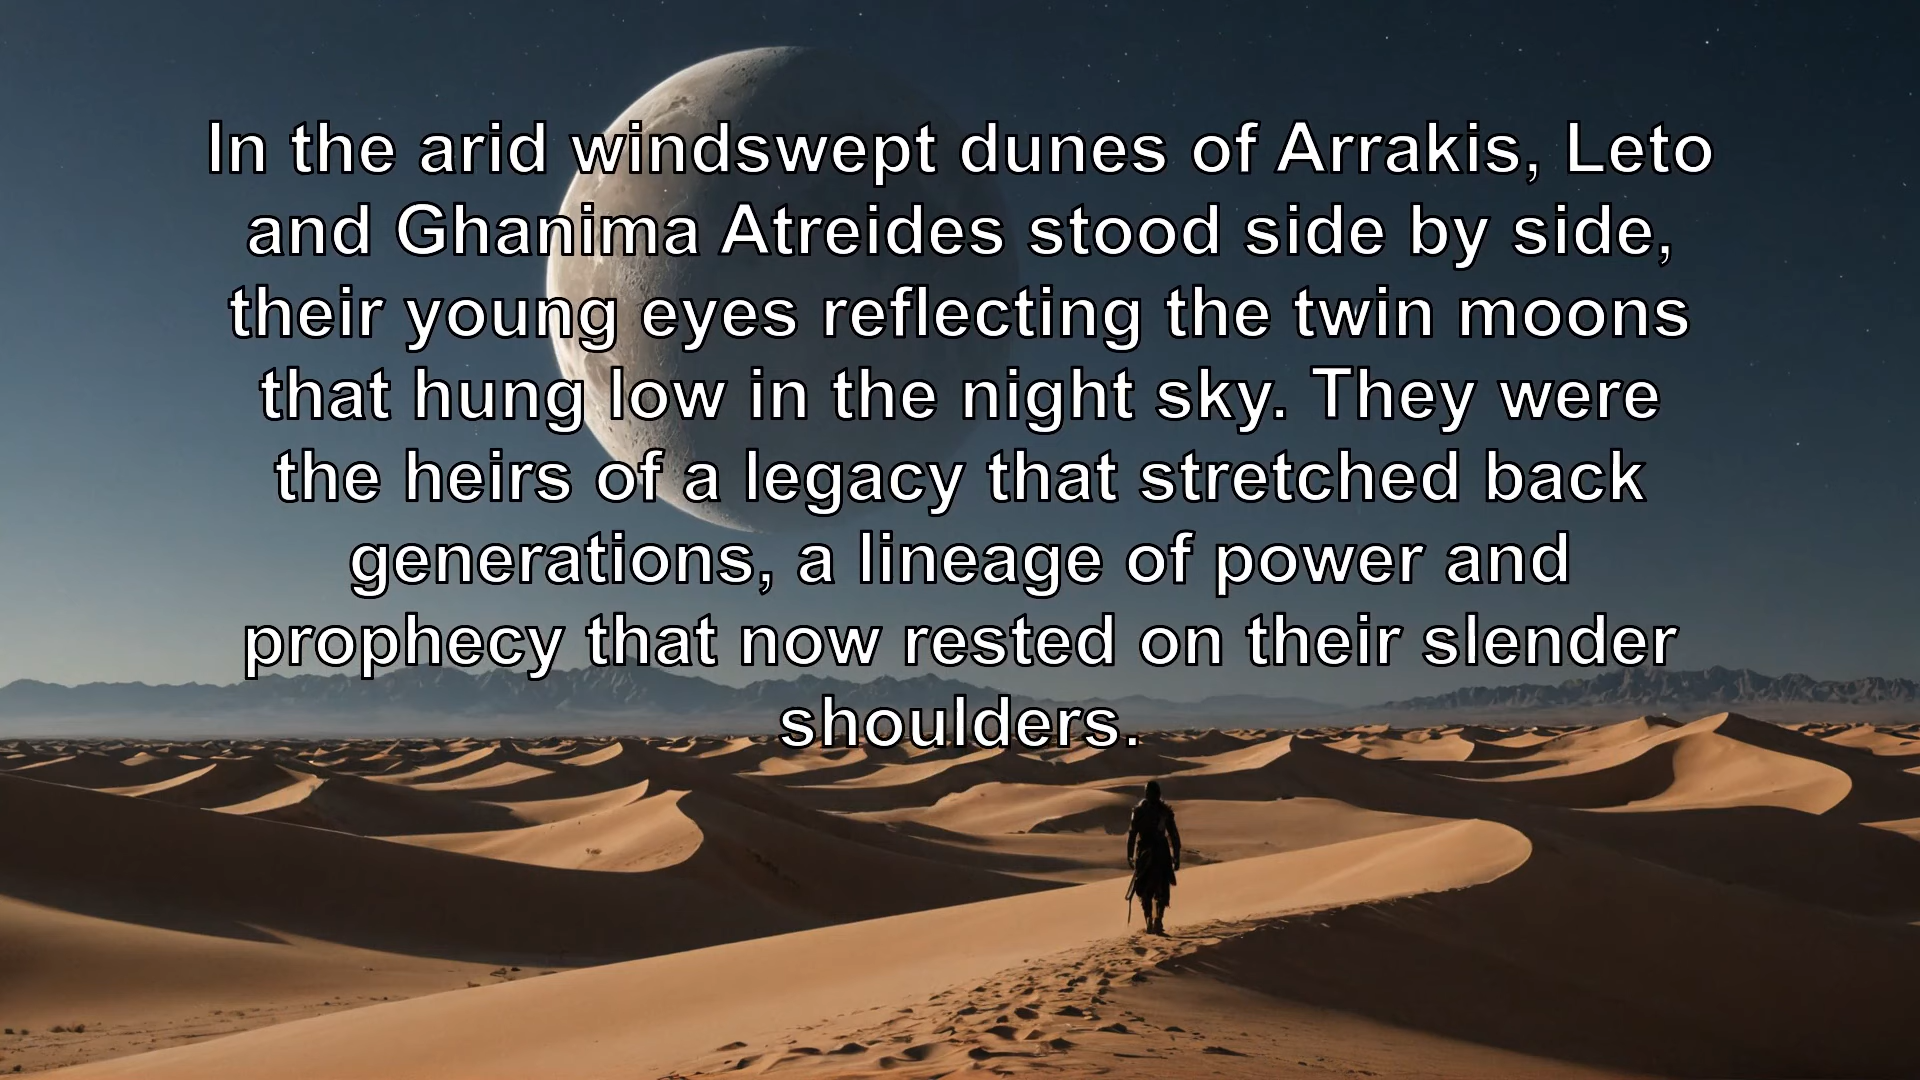 In the arid windswept dunes of Arrakis, Leto
and Ghanima Atreides stood side by side,
their young eyes reflecting the twin moons
that hung low in the night sky. They were
the heirs of a legacy that stretched back
generations, a lineage of power and
prophecy that now rested on their slender
shoulders.